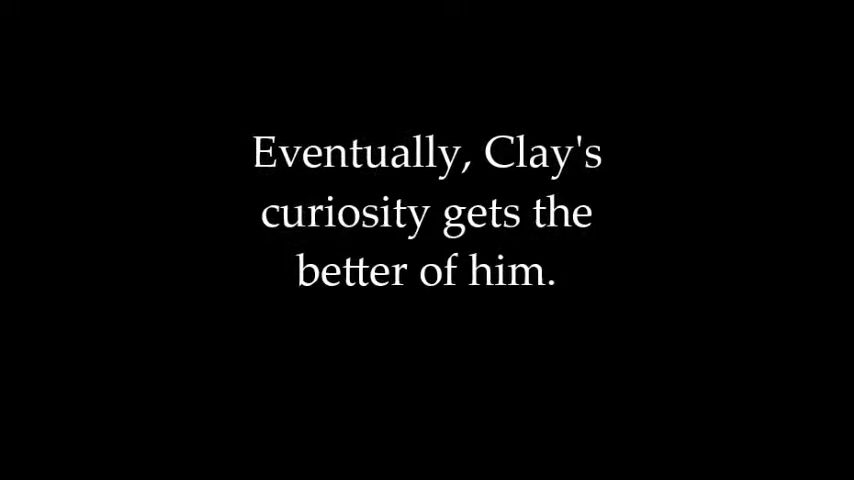 Eventually, Clay's
curiosity gets the
better of him.